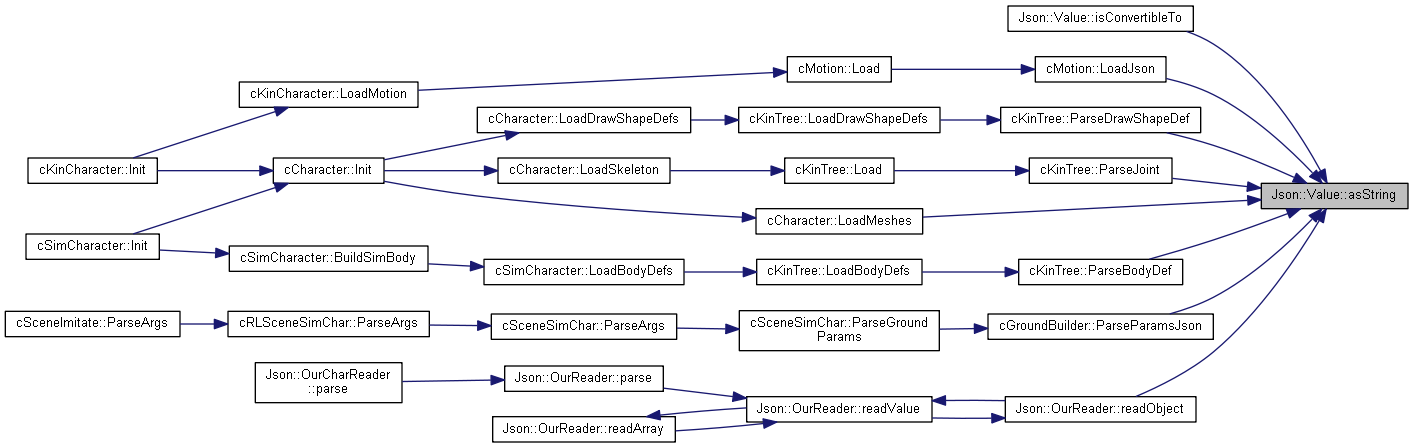 Json::Value::isConvertibleTo
cMotion::Load
cMotion::LoadJson
cKinCharacter::LoadMotion
cCharacter::LoadDrawShapeDefs
cKinTree::LoadDrawShapeDefs
cKinTree::ParseDrawShapeDef
cKinCharacter::Init
cCharacter::Init
cCharacter::LoadSkeleton
cKinTree::Load
cKinTree::ParseJoint
Json::Value::asString
cCharacter::LoadMeshes
cSimCharacter::Init
cSimCharacter::BuildSimBody
cSimCharacter::LoadBodyDefs
cKinTree::LoadBodyDefs
cKinTree::ParseBodyDef
cSceneImitate::ParseArgs
cRLSceneSimChar::ParseArgs
cSceneSimChar::ParseArgs
cSceneSimChar::ParseGround
Params
cGroundBuilder::ParseParamsJson
Json::OurCharReader
::parse
Json::OurReader::parse
Json::OurReader::readValue
Json::OurReader::readObject
Json::OurReader::readArray